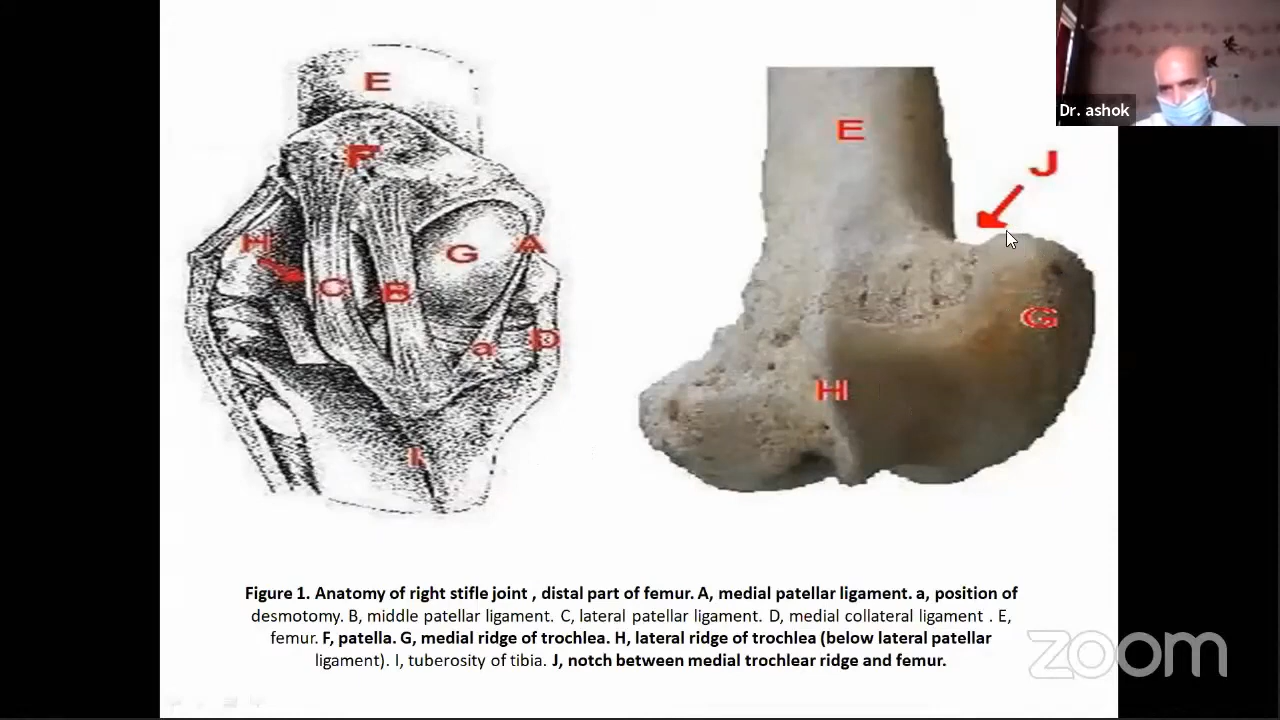 E
F
H
G
A
C
B
a
D
I
E
J
G
H
Dr. ashok
Figure 1. Anatomy of right stifle joint , distal part of femur. A, medial patellar ligament. a, position of
desmotomy. B, middle patellar ligament. C, lateral patellar ligament. D, medial collateral ligament . E,
femur. F, patella. G, medial ridge of trochlea. H, lateral ridge of trochlea (below lateral patellar
ligament). I, tuberosity of tibia. J, notch between medial trochlear ridge and femur.
zoom